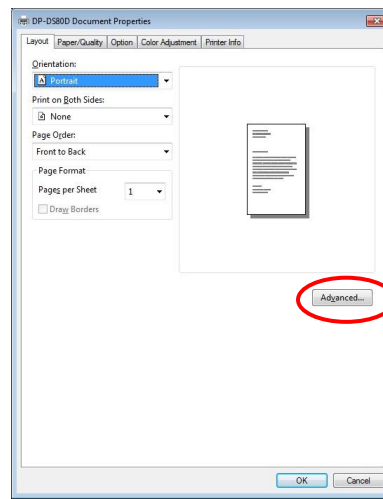 DP-DS80D Document Properties
Layout Paper/Quality Option Color Adjustment Printer Info
Orientation:
A Portrait
Print on Both Sides:
None
Page Order:
Front to Back
Page Format
Pages per Sheet 1
Draw Borders
Advanced...
OK Cancel